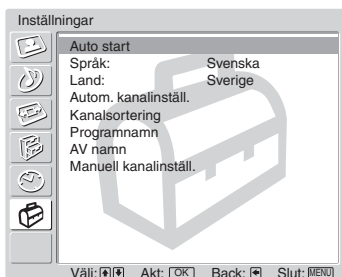 Inställningar
Auto start
Språk: Svenska
Land: Sverige
Autom. kanalinställ.
Kanalsortering
Programnamn
AV namn
Manuell kanalinställ.
Välj: Akt: OK Back: Slut: MENU